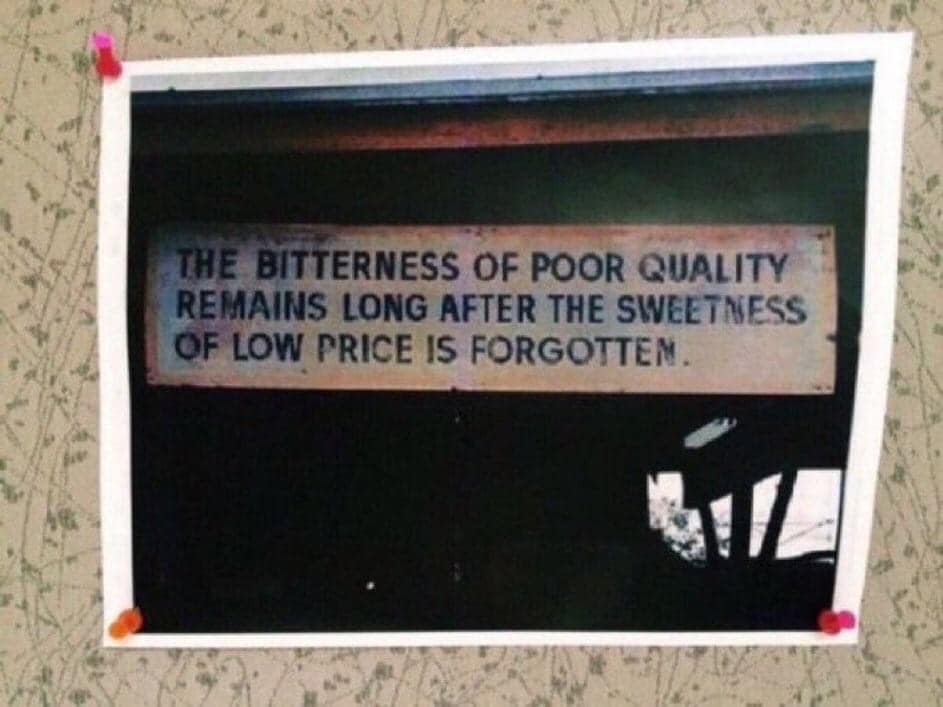 THE BITTERNESS OF POOR QUALITY
REMAINS LONG AFTER THE SWEETNESS
OF LOW PRICE IS FORGOTTEN.